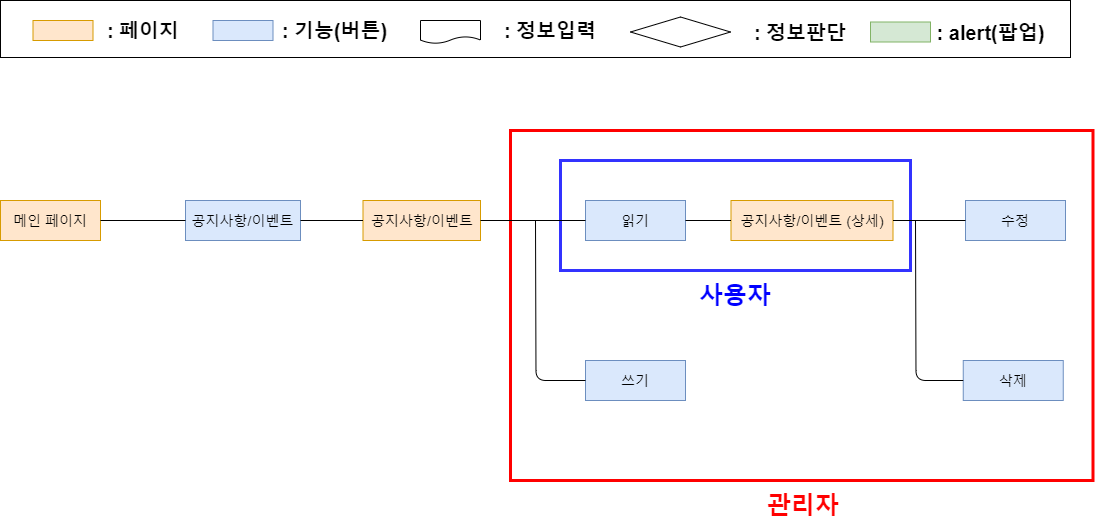 : 페이지
: 기능(버튼)
: 정보입력
: 정보판단
: alert(팝업)
메인 페이지
공지사항/이벤트
공지사항/이벤트
읽기
공지사항/이벤트 (상세)
수정
사용자
쓰기
삭제
관리자